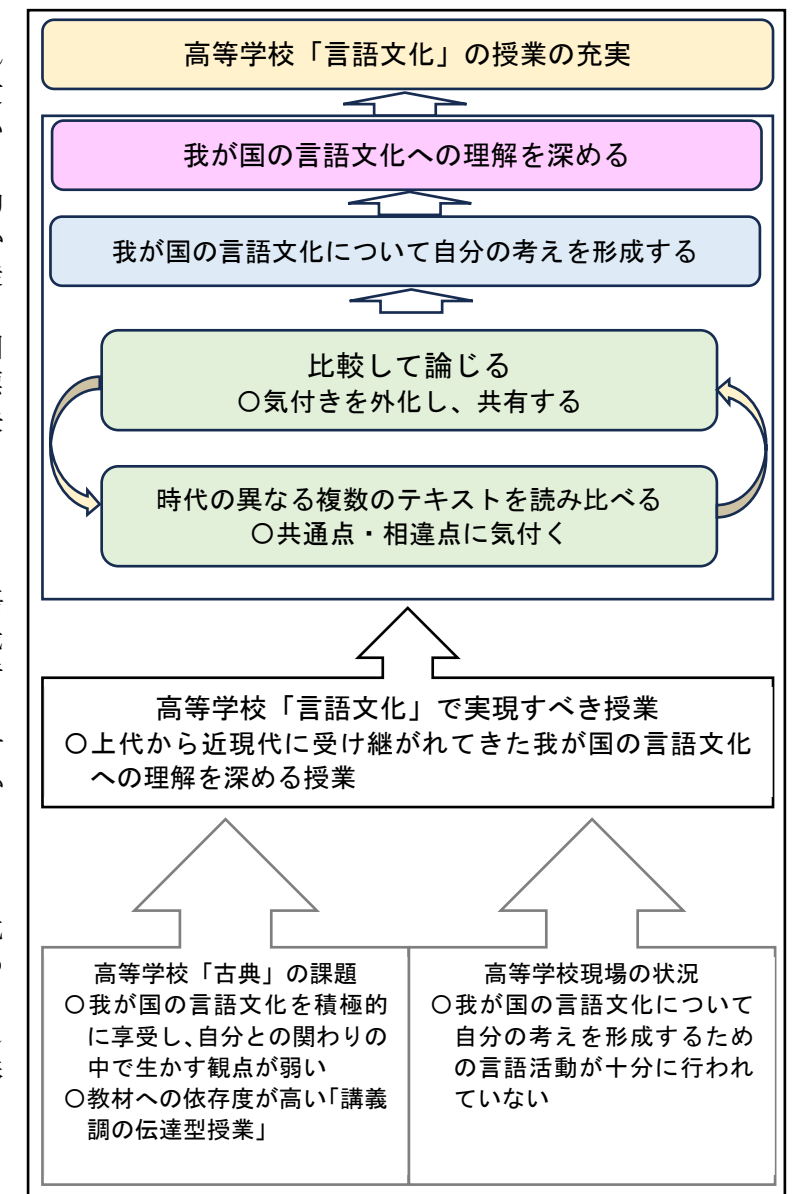 高等学校「言語文化」の授業の充実
我が国の言語文化への理解を深める
我が国の言語文化について自分の考えを形成する
比較して論じる
〇気付きを外化し、共有する
時代の異なる複数のテキストを読み比べる
〇共通点・相違点に気付く
高等学校「言語文化」で実現すべき授業
〇上代から近現代に受け継がれてきた我が国の言語文化
への理解を深める授業
高等学校「古典」の課題
〇我が国の言語文化を積極的
に享受し、自分との関わりの
中で生かす観点が弱い
〇教材への依存度が高い「講義
調の伝達型授業」
高等学校現場の状況
〇我が国の言語文化について
自分の考えを形成するため
の言語活動が十分に行われ
ていない